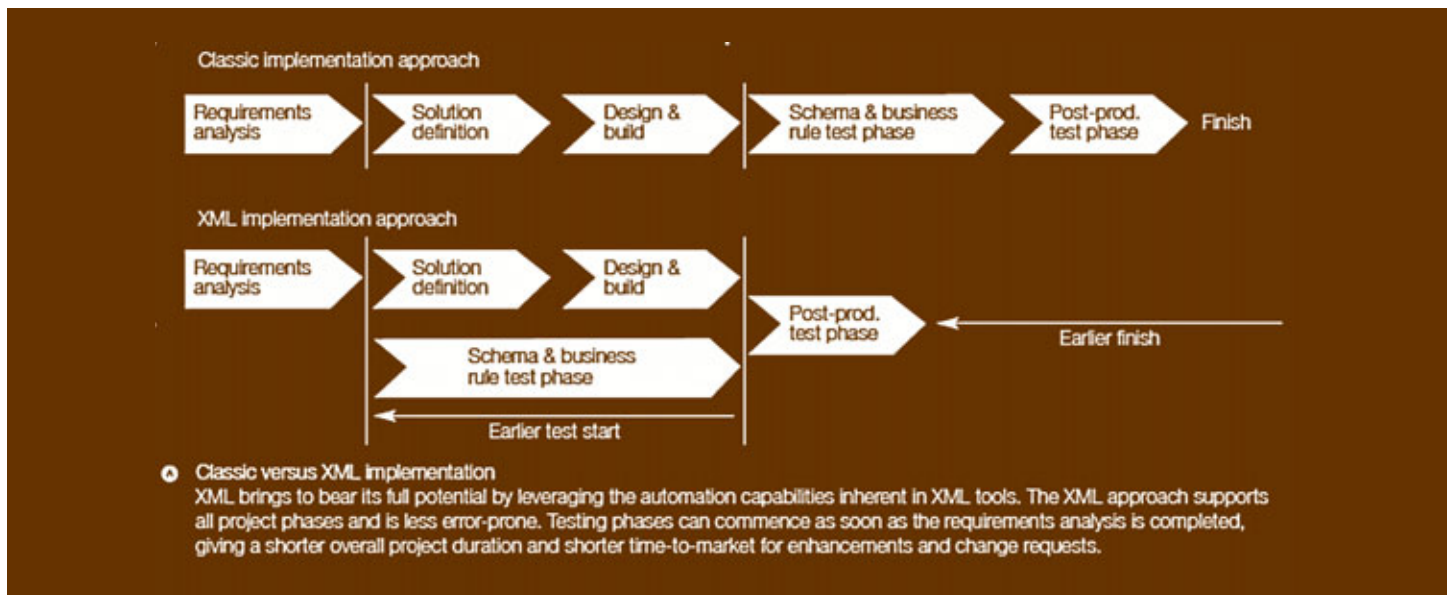 Classic implementation approach
Requirements
analysis
Solution
definition
Design &
build
Schema & business
rule test phase
Post-prod.
test phase
Finish
XML implementation approach
Requirements
analysis
Solution
definition
Design &
build
Post-prod.
test phase
Earlier finish
Schema & business
rule test phase
Earlier test start
Classic versus XML implementation
XML brings to bear its full potential by leveraging the automation capabilities inherent in XML tools. The XML approach supports
all project phases and is less error-prone. Testing phases can commence as soon as the requirements analysis is completed,
giving a shorter overall project duration and shorter time-to-market for enhancements and change requests.